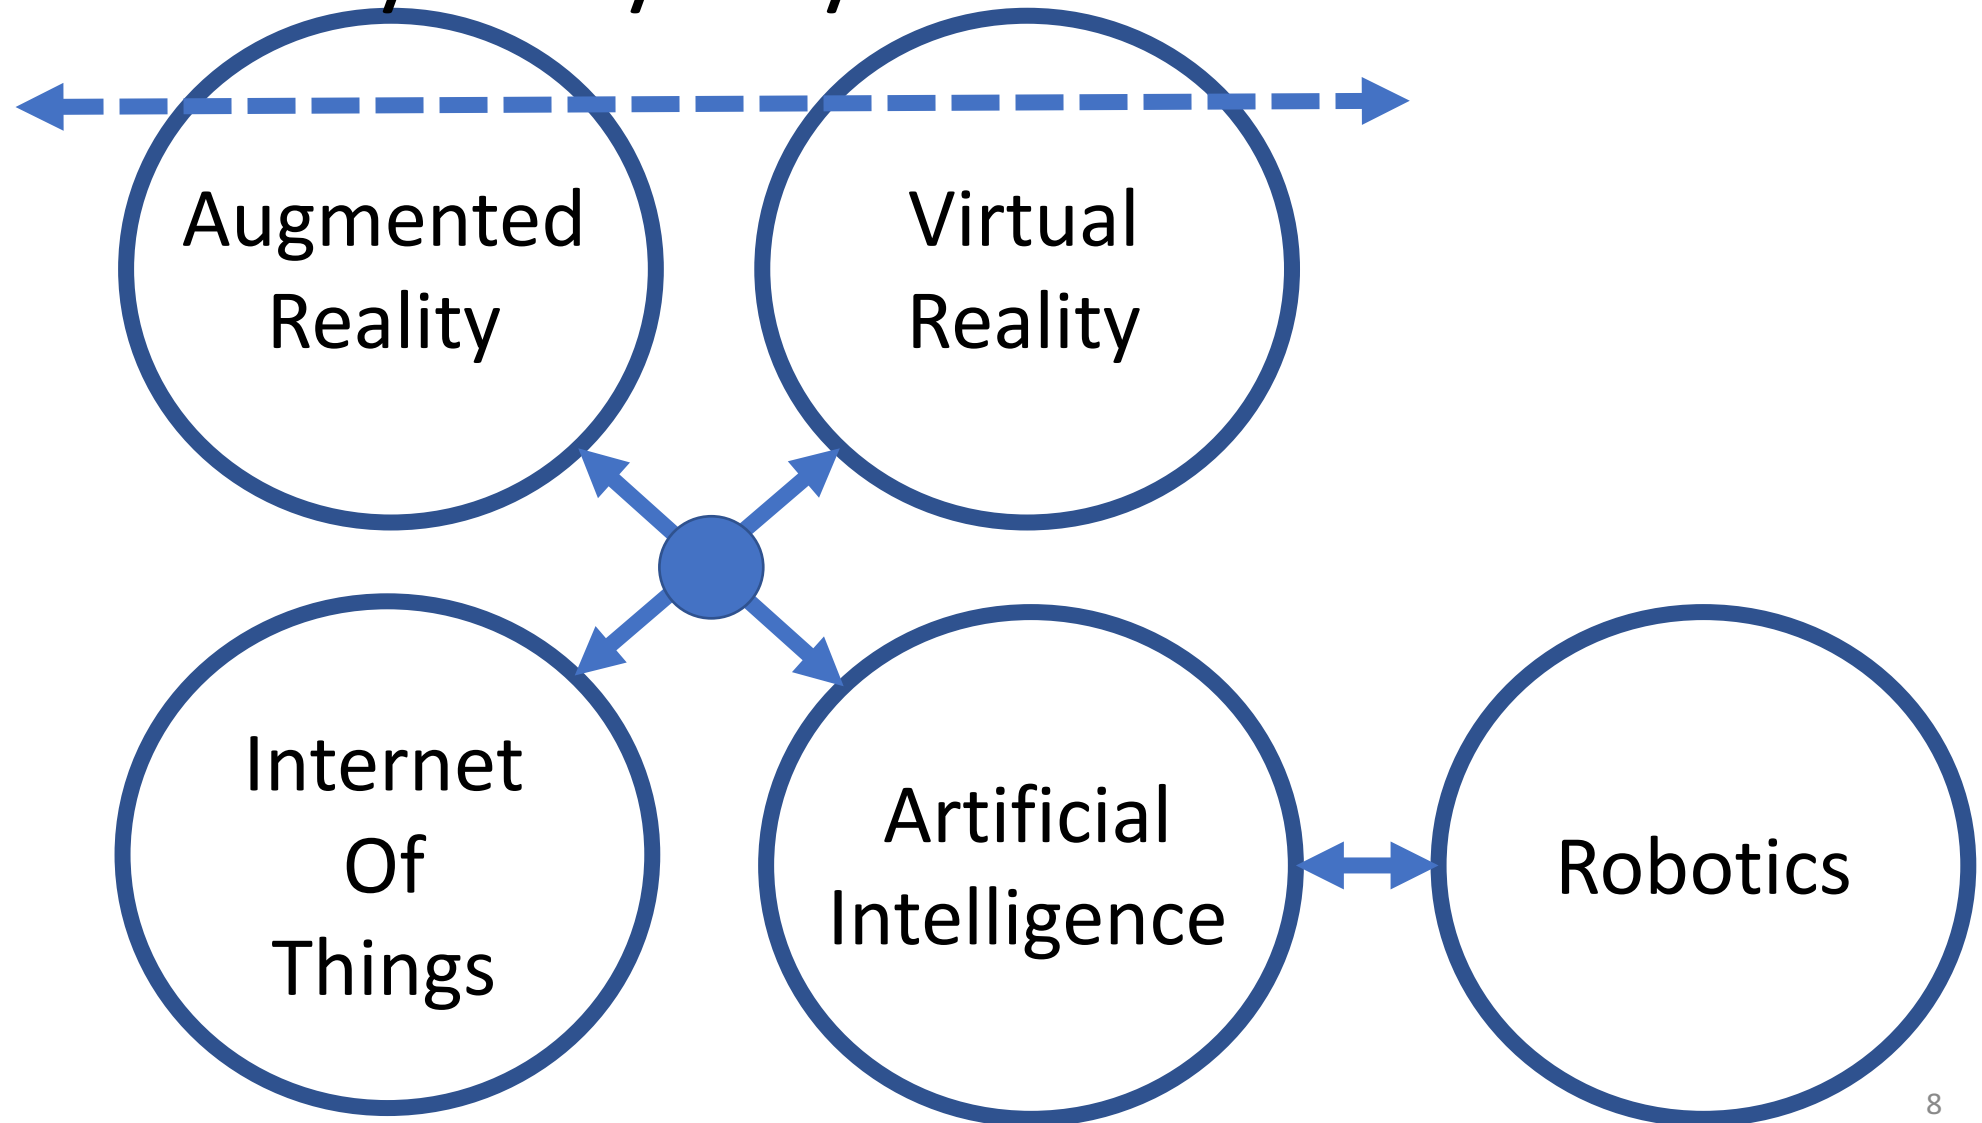 Augmented
Reality
Virtual
Reality
Internet
Of
Things
Artificial
Intelligence
Robotics
8